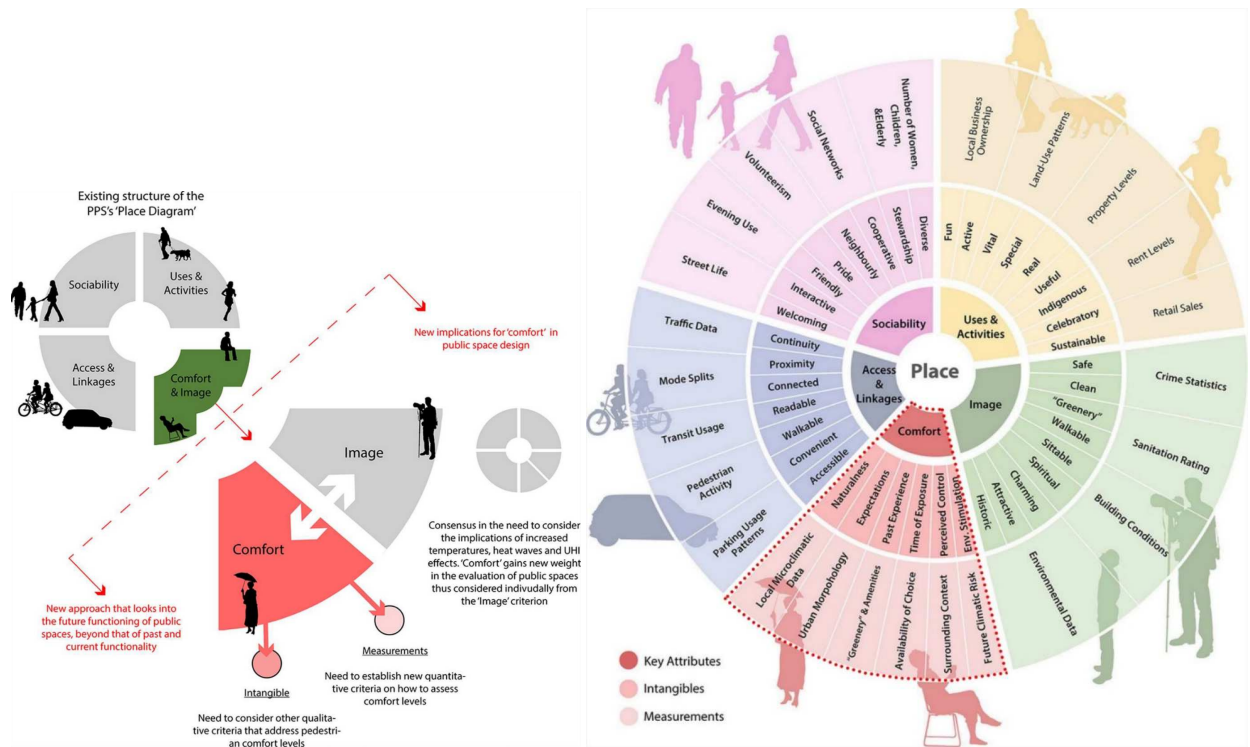 Existing structure of the
PPS's 'Place Diagram'
Sociability
Uses &
Activities
Access &
Linkages
Comfort
& Image
New implications for 'comfort' in
public space design
Image
Comfort
Consensus in the need to consider
the implications of increased
temperatures, heat waves and UHI
effects. 'Comfort' gains new weight
in the evaluation of public spaces
thus considered indivudally from
the 'Image' criterion
New approach that looks into
the future functioning of public
spaces, beyond that of past and
current functionality
Measurements
Need to establish new quantita-
tive criteria on how to assess
comfort levels
Intangible
Need to consider other qualita-
tive criteria that address pedestri-
an comfort levels
Place
Sociability
Uses &
Activities
Access
&
Linkages
Image
Comfort
Number of Women,
Children,
&Elderly
Social Networks
Volunteerism
Evening Use
Street Life
Diverse
Stewardship
Cooperative
Neighbourly
Pride
Friendly
Interactive
Welcoming
Local Business
Ownership
Land-Use Patterns
Property Levels
Rent Levels
Retail Sales
Fun
Active
Vital
Special
Real
Useful
Indigenous
Celebratory
Sustainable
Traffic Data
Mode Splits
Transit Usage
Pedestrian
Activity
Parking Usage
Patterns
Continuity
Proximity
Connected
Readable
Walkable
Convenient
Accessible
Safe
Clean
"Greenery"
Walkable
Sittable
Spiritual
Charming
Attractive
Historic
Crime Statistics
Sanitation Rating
Building Conditions
Environmental Data
Naturalness
Expectations
Past Experience
Time of Exposure
Perceived Control
Env. Stimulation
Local Microclimatic
Data
Urban Morphology
"Greenery" & Amenities
Availability of Choice
Surrounding Context
Future Climatic Risk
Key Attributes
Intangibles
Measurements